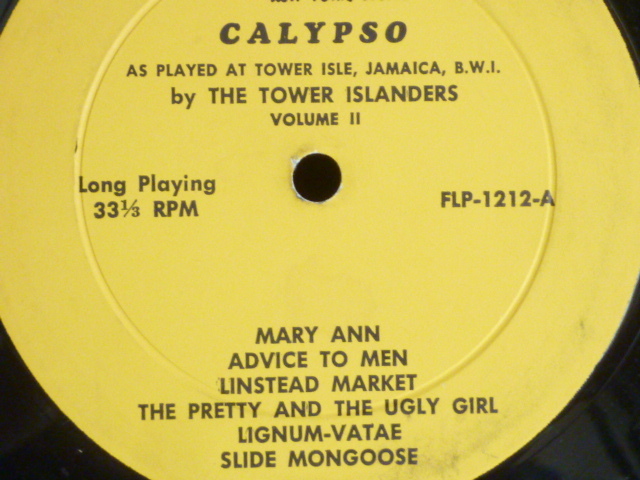 CALYPSO
AS PLAYED AT TOWER ISLE, JAMAICA, B.W.I.
by THE TOWER ISLANDERS
VOLUME II
Long Playing
33⅓ RPM
FLP-1212-A
MARY ANN
ADVICE TO MEN
LINSTEAD MARKET
THE PRETTY AND THE UGLY GIRL
LIGNUM-VATAE
SLIDE MONGOOSE